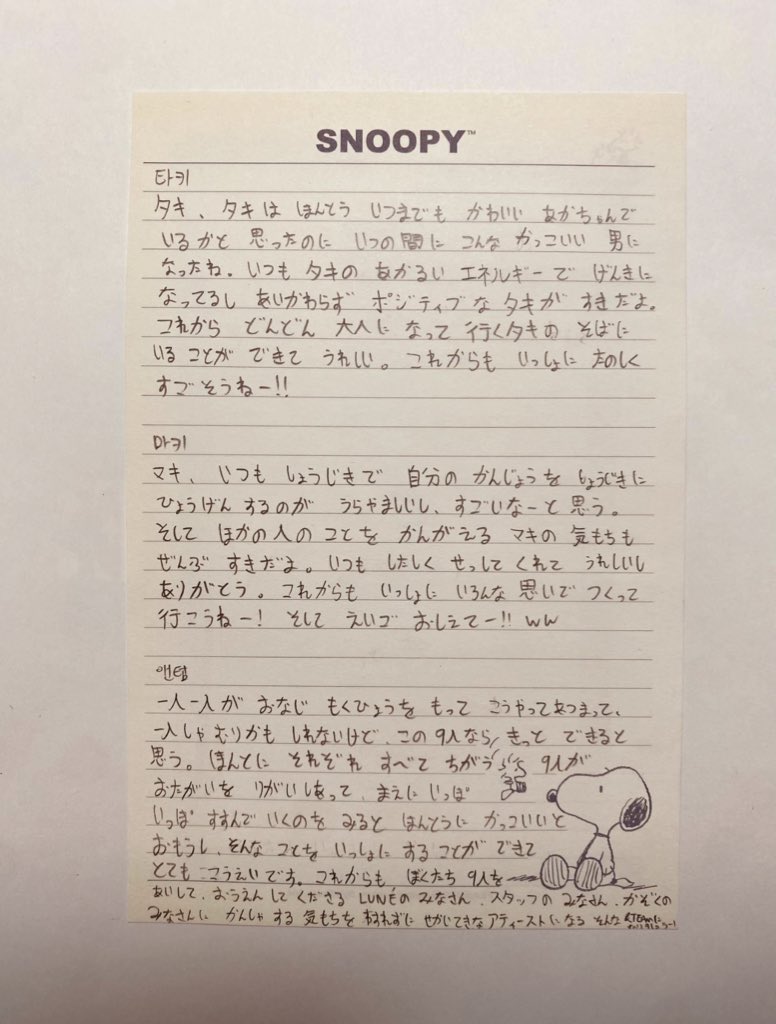 SNOOPY™
타키
タキ、タキは ほんとう いつまでも かわいい あかちゃんで
いるかと 思ったのに いつの間に こんな かっこいい 男に
なったね。いつも タキの あかるい エネルギーで げんきに
なってるし あいかわらず ポジティブな タキが すきだよ。
これから どんどん 大人に なって 行くタキの そばに
いることが できて うれしい。これからも いっしょに たのしく
すごそうねー!!
마키
マキ、いつも しょうじきで 自分の かんじょうを しょうじきに
ひょうげん するのが うらやましいし、すごいなーと 思う。
そして ほかの人の ことを かんがえる マキの 気もちも
ぜんぶ すきだよ。いつも したしく せっして くれて うれしいし
ありがとう。これからも いっしょに いろんな 思いで つくって
行こうねー! そして えいご おしえてー!! ww
앤팀
一人一人が おなじ もくひょうを もって こうやってあつまって、
一人じゃ むりかも しれないけど、この 9人なら きっと できると
思う。ほんとに それぞれ すべて ちがう 9人が
おたがいを りがいしあって、まえに いっぽ
いっぽ すすんで いくのを みると ほんとうに かっこいいと
おもうし、そんな ことを いっしょに することが できて
とても こうえいです。これからも ぼくたち 9人を
あいして、おうえんしてくださる LUNÉの みなさん、スタッフの みなさん、かぞくの
みなさんに かんしゃ する 気もちを わすれずに せかいてきな アティーストになる そんな &TEAMに